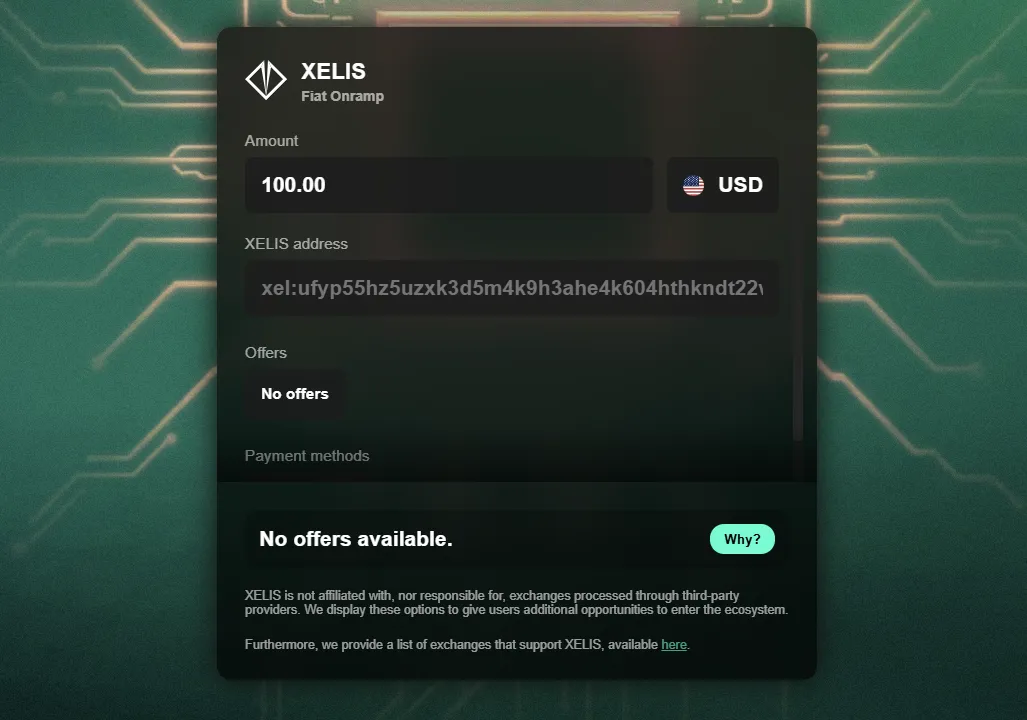 XELIS
Fiat Onramp
Amount
100.00
USD
XELIS address
xel:ufyp55hz5uzxk3d5m4k9h3ahe4k604hthkndt22v
Offers
No offers
Payment methods
No offers available.
Why?
XELIS is not affiliated with, nor responsible for, exchanges processed through third-party
providers. We display these options to give users additional opportunities to enter the ecosystem.
Furthermore, we provide a list of exchanges that support XELIS, available here.